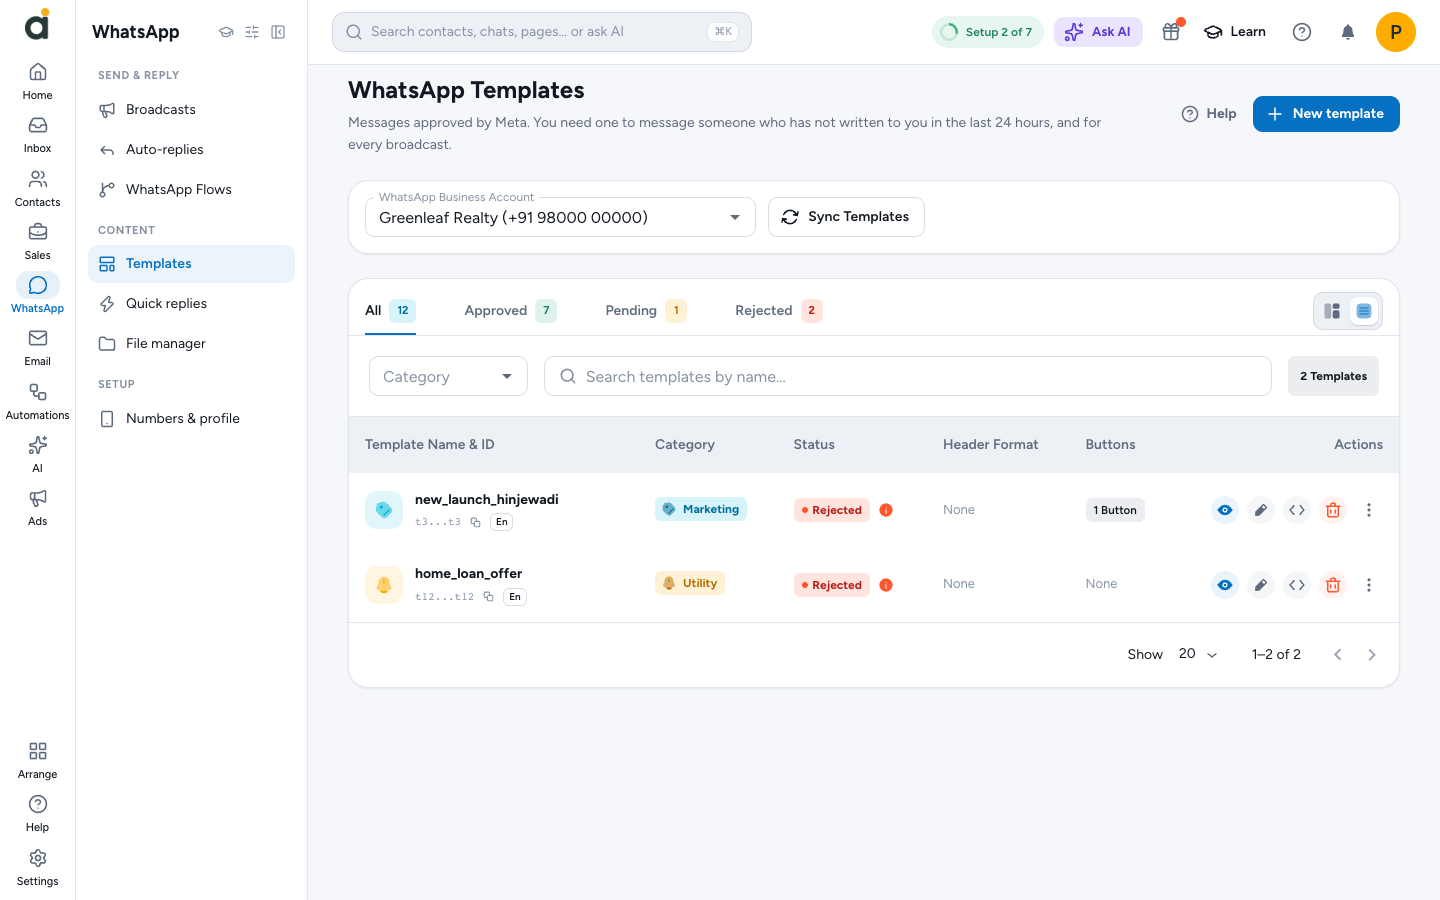 WhatsApp
Search contacts, chats, pages... or ask AI
⌘K
Setup 2 of 7
Ask AI
Learn
P
Home
Inbox
Contacts
Sales
WhatsApp
Email
Automations
AI
Ads
Arrange
Help
Settings
SEND & REPLY
Broadcasts
Auto-replies
WhatsApp Flows
CONTENT
Templates
Quick replies
File manager
SETUP
Numbers & profile
WhatsApp Templates
Messages approved by Meta. You need one to message someone who has not written to you in the last 24 hours, and for
every broadcast.
Help
New template
WhatsApp Business Account
Greenleaf Realty (+91 98000 00000)
Sync Templates
All 12
Approved 7
Pending 1
Rejected 2
Category
Search templates by name...
2 Templates
Template Name & ID Category Status Header Format Buttons Actions
new_launch_hinjewadi
t3...t3 En
Marketing
Rejected
None
1 Button
home_loan_offer
t12...t12 En
Utility
Rejected
None
None
Show 20 1–2 of 2